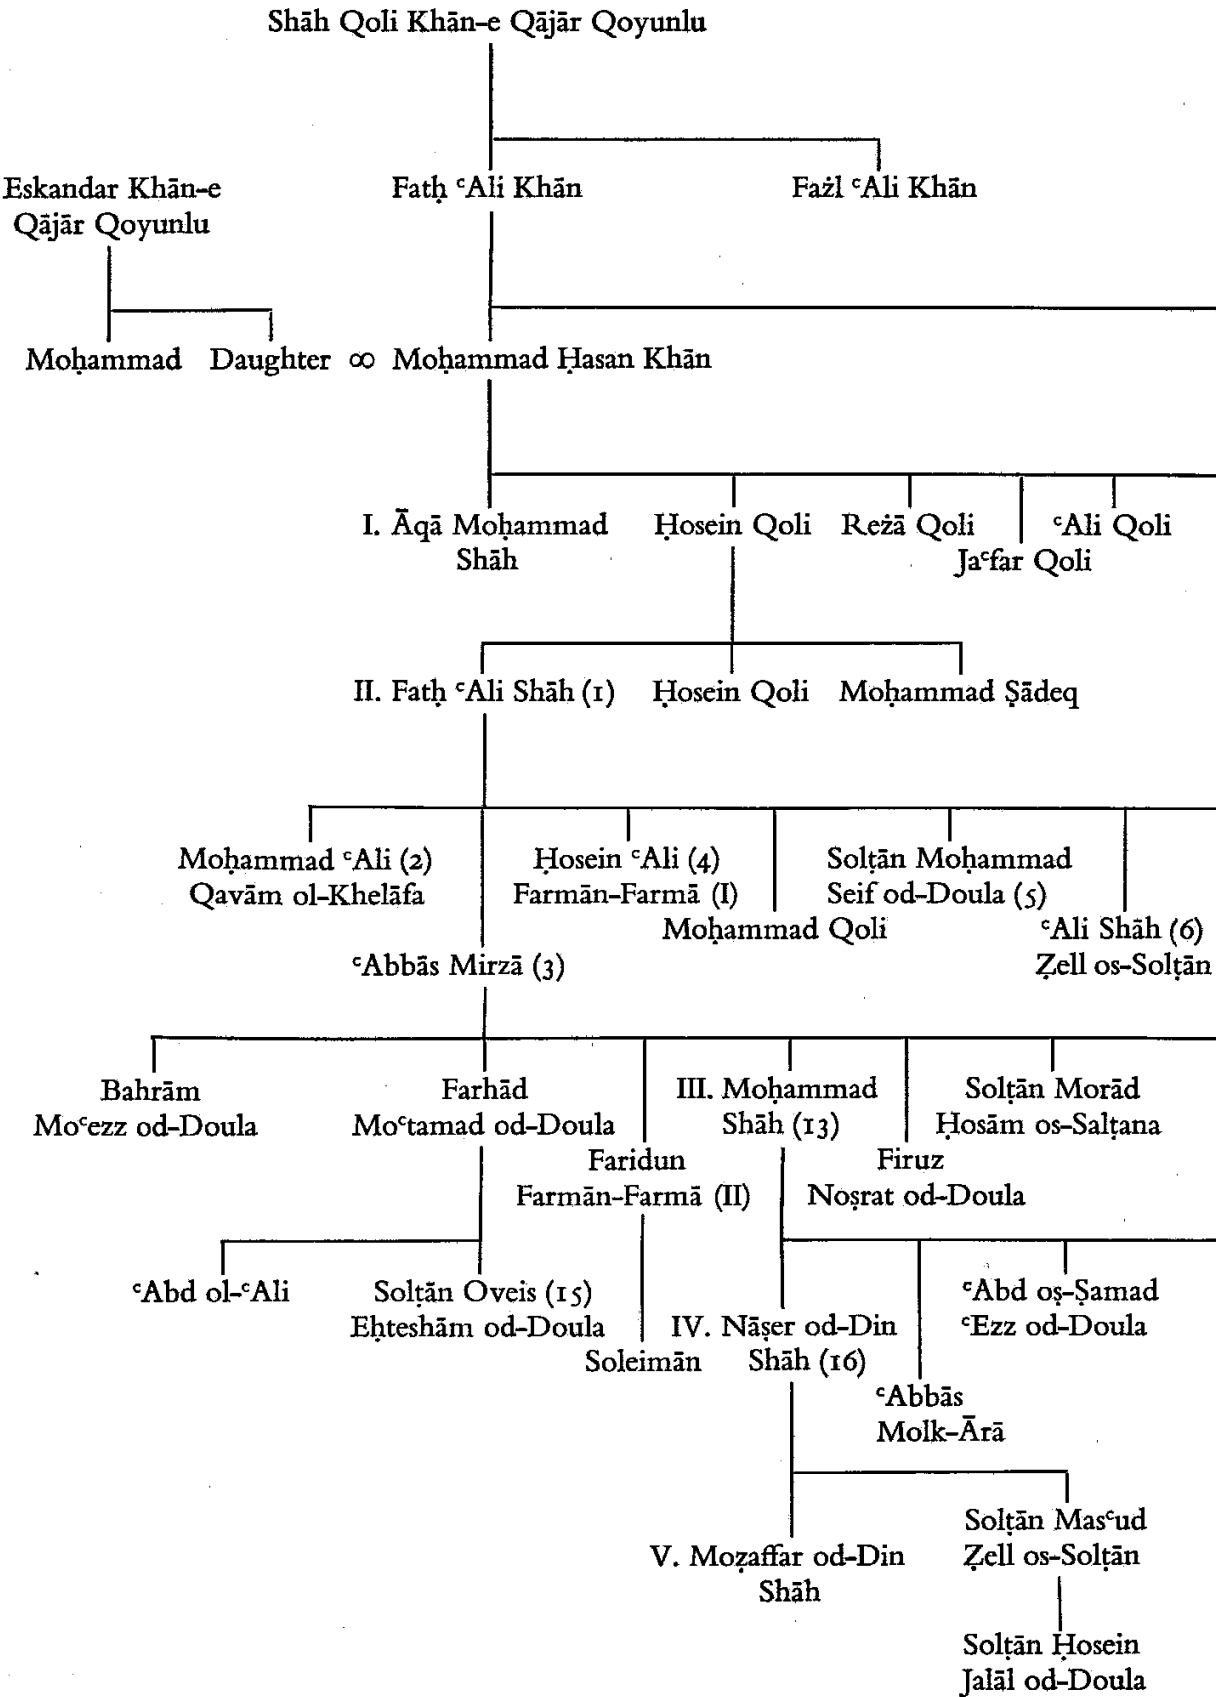 Shāh Qoli Khān-e Qājār Qoyunlu
Eskandar Khān-e
Qājār Qoyunlu
Fatḥ ᶜAli Khān
Fażl ᶜAli Khān
Moḥammad
Daughter ∞ Moḥammad Ḥasan Khān
I. Āqā Moḥammad
Shāh
Ḥosein Qoli
Reżā Qoli
Jaᶜfar Qoli
ᶜAli Qoli
II. Fatḥ ᶜAli Shāh (1)
Ḥosein Qoli
Moḥammad Ṣādeq
Moḥammad ᶜAli (2)
Qavām ol-Khelāfa
Ḥosein ᶜAli (4)
Farmān-Farmā (I)
Moḥammad Qoli
Solṭān Moḥammad
Seif od-Doula (5)
ᶜAli Shāh (6)
Ẓell os-Solṭān
ᶜAbbās Mirzā (3)
Bahrām
Moᶜezz od-Doula
Farhād
Moᶜtamad od-Doula
Faridun
Farmān-Farmā (II)
III. Moḥammad
Shāh (13)
Firuz
Noṣrat od-Doula
Solṭān Morād
Ḥosām os-Salṭana
ᶜAbd ol-ᶜAli
Solṭān Oveis (15)
Eḥteshām od-Doula
Soleimān
IV. Nāṣer od-Din
Shāh (16)
ᶜAbbās
Molk-Ārā
ᶜAbd oṣ-Ṣamad
ᶜEzz od-Doula
V. Moẓaffar od-Din
Shāh
Solṭān Masᶜud
Ẓell os-Solṭān
Solṭān Ḥosein
Jalāl od-Doula